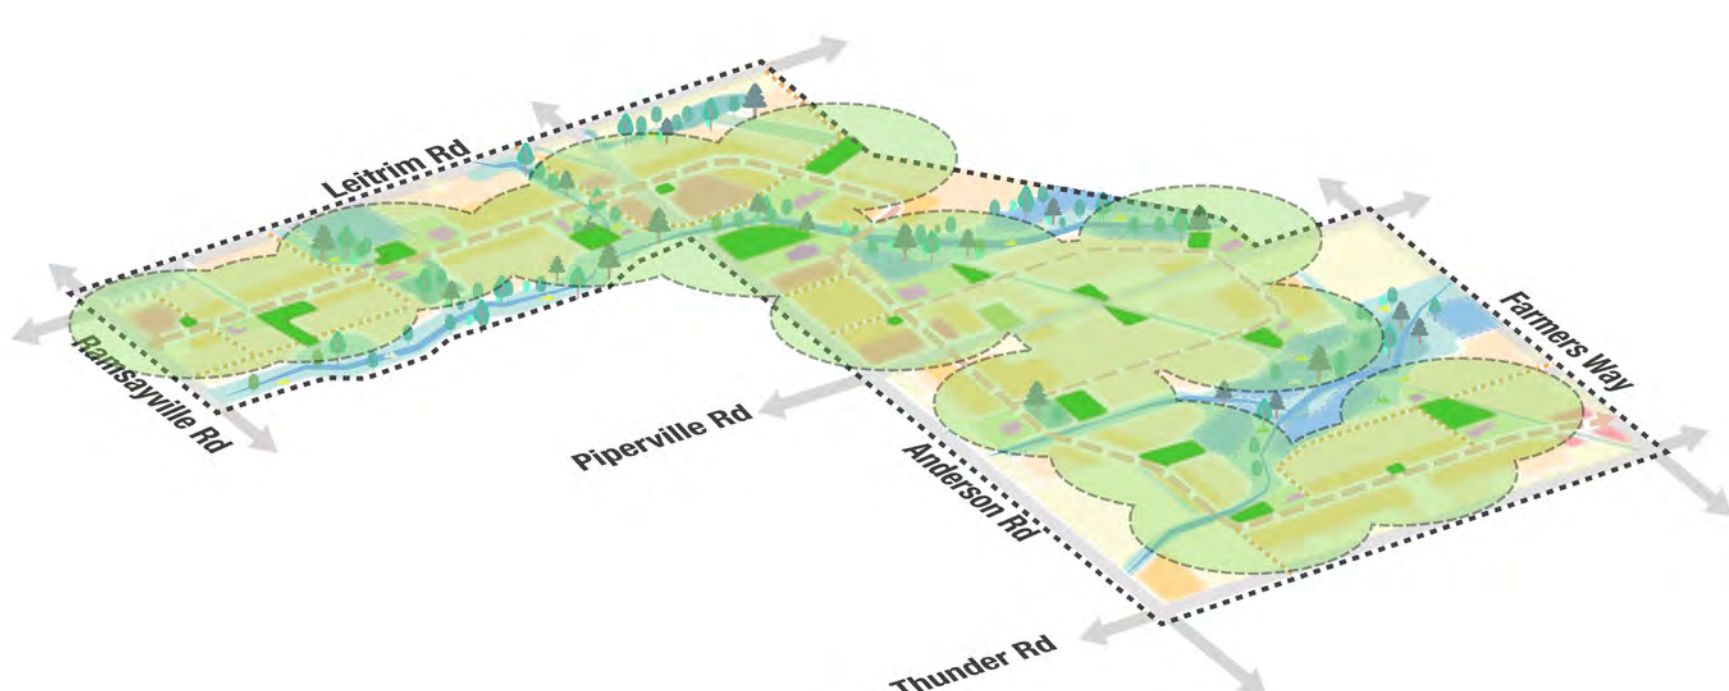 Leitrim Rd
Ramsayville Rd
Piperville Rd
Anderson Rd
Farmers Way
Thunder Rd